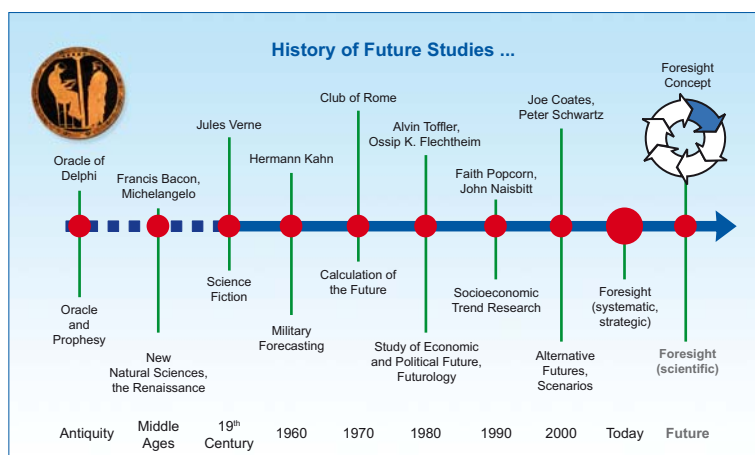 History of Future Studies ...
Oracle of
Delphi
Francis Bacon,
Michelangelo
Jules Verne
Hermann Kahn
Club of Rome
Alvin Toffler,
Ossip K. Flechtheim
Faith Popcorn,
John Naisbitt
Joe Coates,
Peter Schwartz
Foresight
Concept
Oracle
and
Prophesy
New
Natural Sciences,
the Renaissance
Science
Fiction
Military
Forecasting
Calculation of
the Future
Study of Economic
and Political Future,
Futurology
Socioeconomic
Trend Research
Alternative
Futures,
Scenarios
Foresight
(systematic,
strategic)
Foresight
(scientific)
Antiquity
Middle
Ages
19th
Century
1960
1970
1980
1990
2000
Today
Future